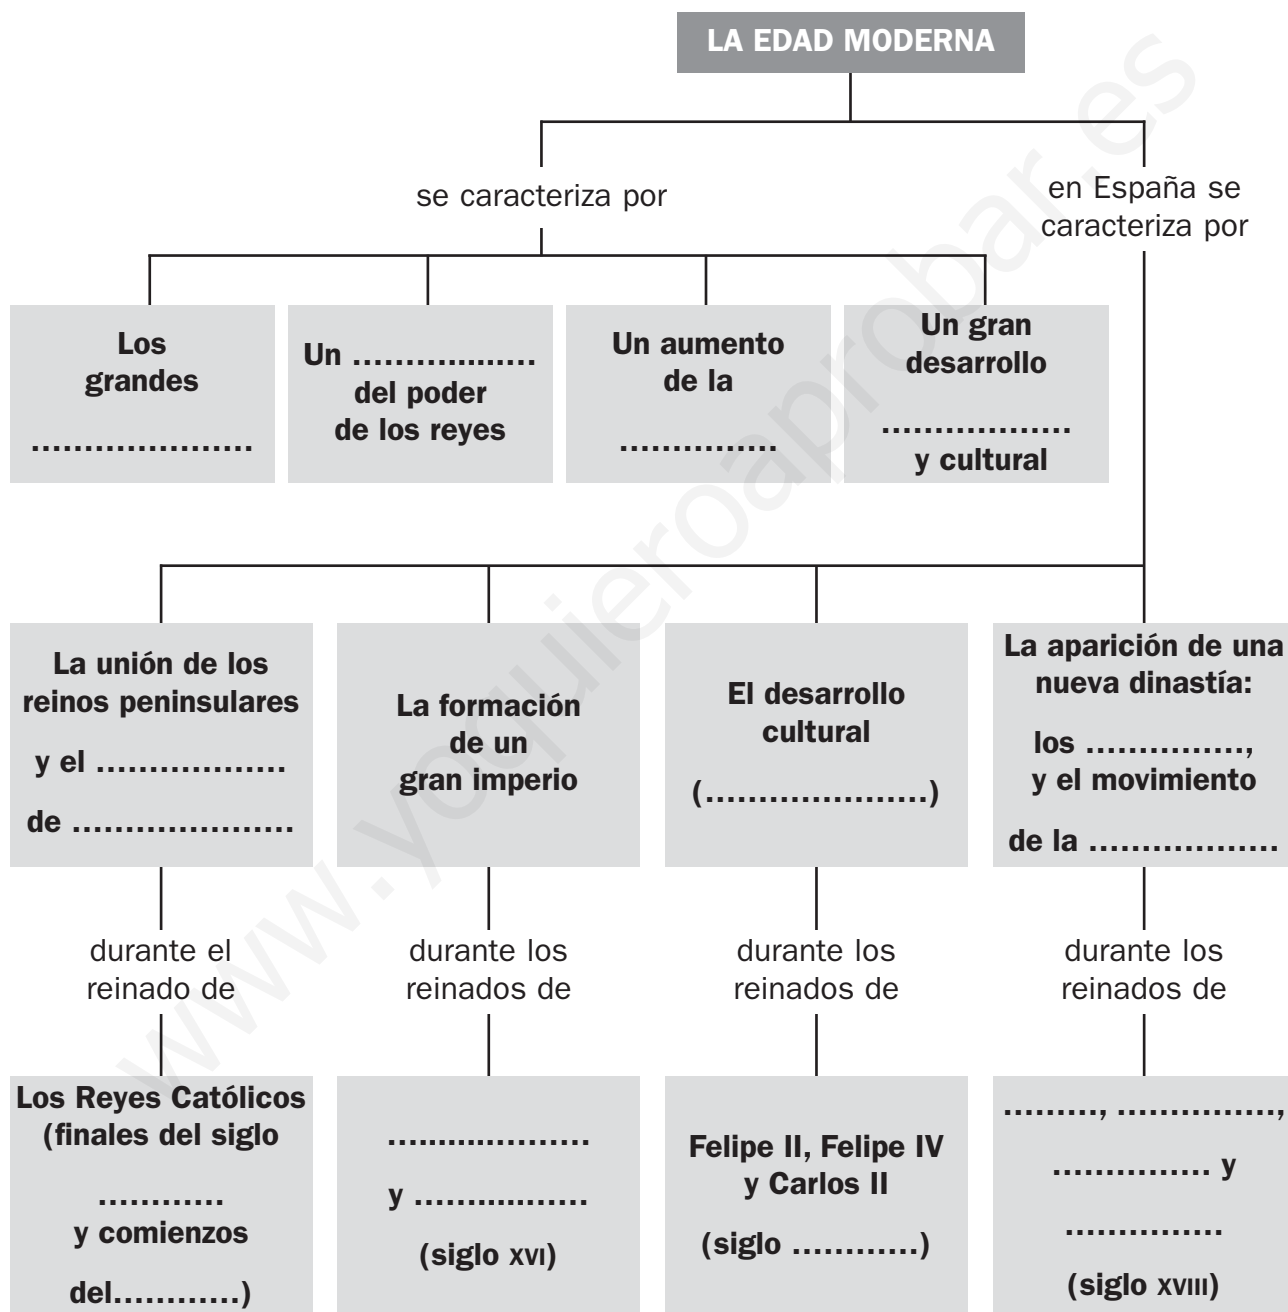 LA EDAD MODERNA
se caracteriza por
en España se
caracteriza por
Los
grandes
.....................
Un ..................
del poder
de los reyes
Un aumento
de la
...............
Un gran
desarrollo
..................
y cultural
La unión de los
reinos peninsulares
y el ..................
de .....................
La formación
de un
gran imperio
El desarrollo
cultural
(.....................)
La aparición de una
nueva dinastía:
los ...............,
y el movimiento
de la ..................
durante el
reinado de
durante los
reinados de
durante los
reinados de
durante los
reinados de
Los Reyes Católicos
(finales del siglo
............
y comienzos
del............)
....................
y .................
(siglo XVI)
Felipe II, Felipe IV
y Carlos II
(siglo ............)
........., ...............,
............... y
...............
(siglo XVIII)
www.yoquieroaprobar.es